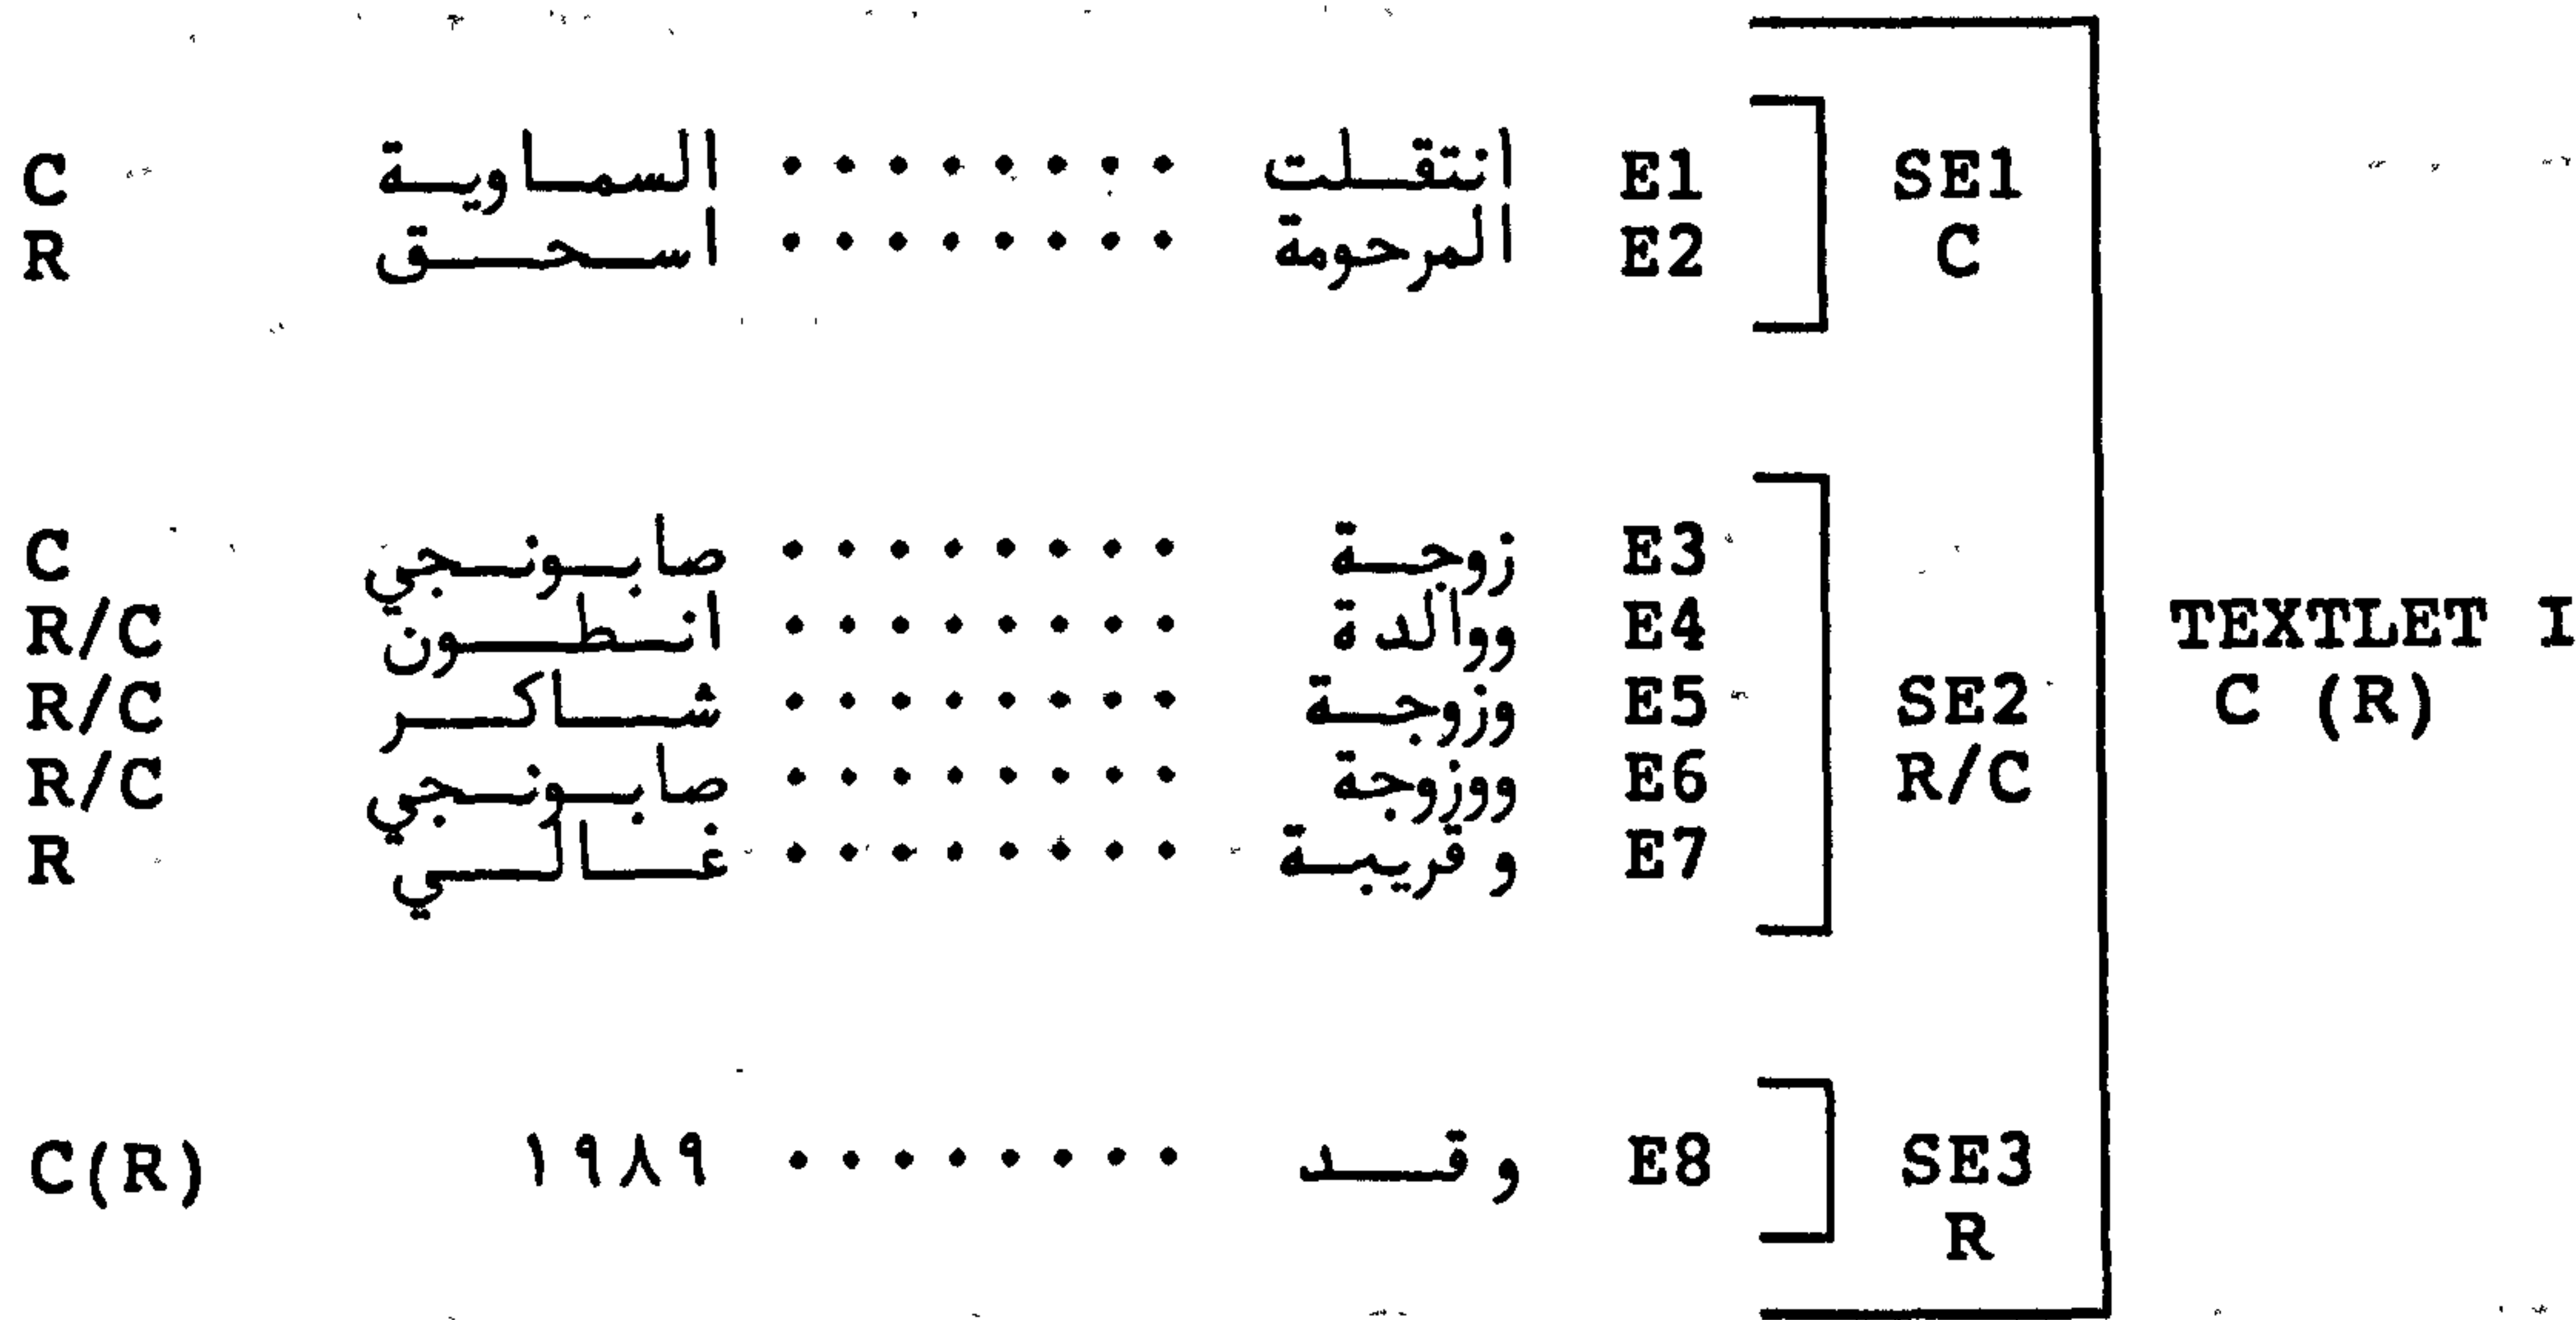 C السماوية ........ انتقلت E1 SE1
R اسحق ........ المرحومة E2 C
C صابونجي ........ زوجة E3
R/C انطون ........ ووالدة E4 TEXTLET I
R/C شاكر ........ وزوجة E5 SE2 C (R)
R/C صابونجي ........ ووزوجة E6 R/C
R غالي ........ وقريبة E7
C(R) ١٩٨٩ ........ وقد E8 SE3
R